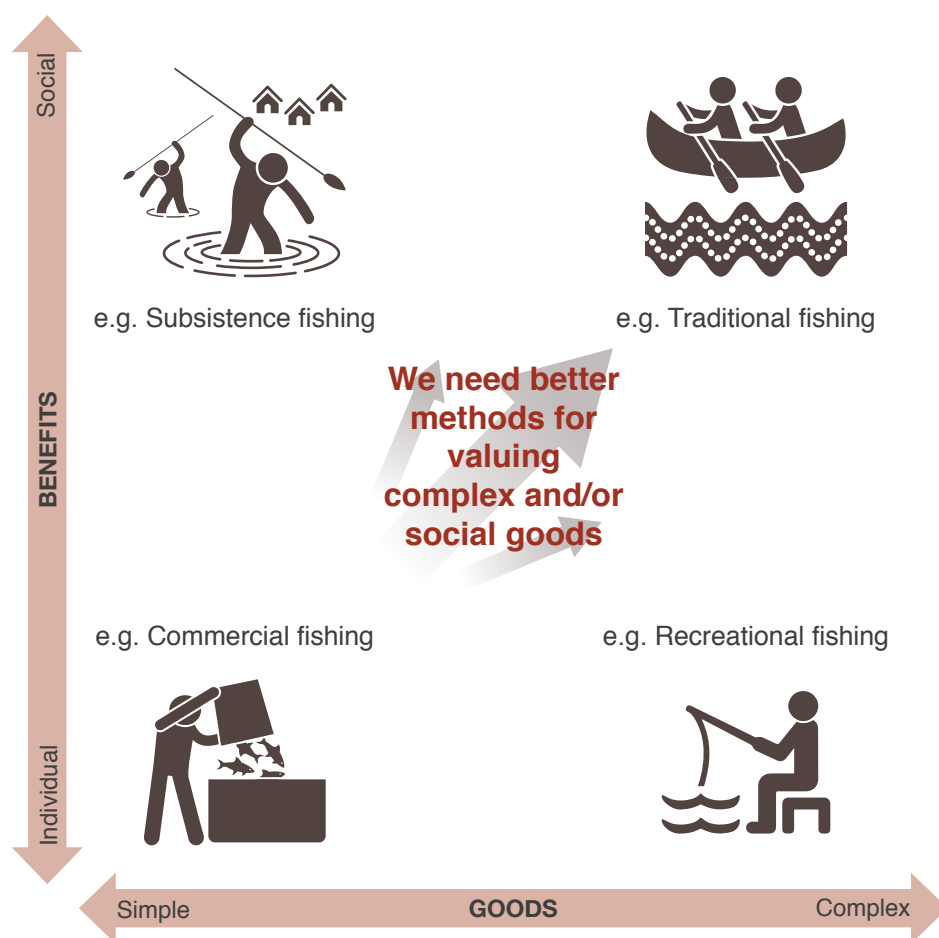 Social
e.g. Subsistence fishing
e.g. Traditional fishing
We need better
methods for
valuing
complex and/or
social goods
BENEFITS
e.g. Commercial fishing
e.g. Recreational fishing
Individual
Simple
GOODS
Complex